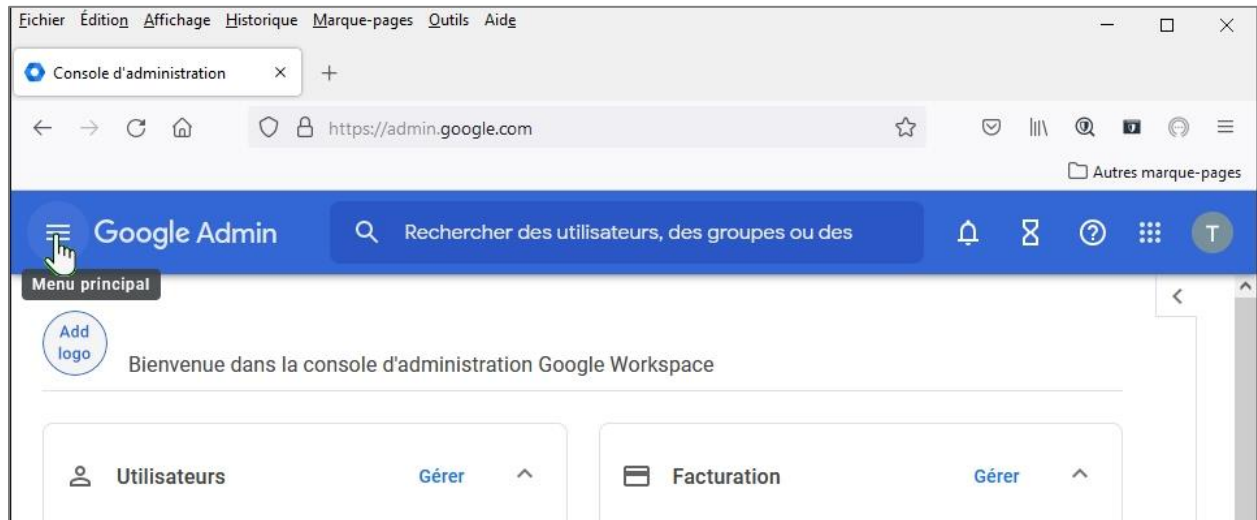 Fichier Édition Affichage Historique Marque-pages Outils Aide
Console d'administration
https://admin.google.com
Autres marque-pages
Google Admin Rechercher des utilisateurs, des groupes ou des T
Menu principal
Add
logo
Bienvenue dans la console d'administration Google Workspace
Utilisateurs Gérer Facturation Gérer